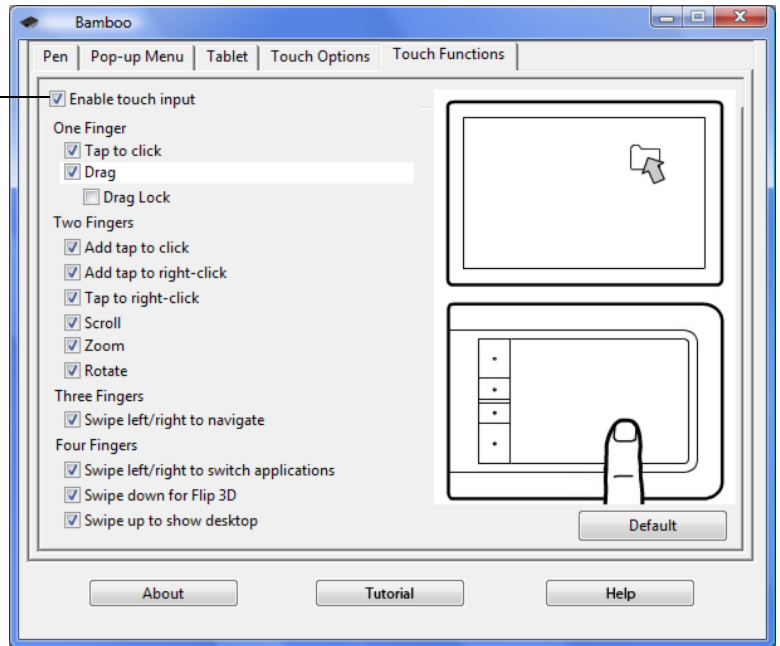 Bamboo
Pen Pop-up Menu Tablet Touch Options Touch Functions
Enable touch input
One Finger
Tap to click
Drag
Drag Lock
Two Fingers
Add tap to click
Add tap to right-click
Tap to right-click
Scroll
Zoom
Rotate
Three Fingers
Swipe left/right to navigate
Four Fingers
Swipe left/right to switch applications
Swipe down for Flip 3D
Swipe up to show desktop
Default
About Tutorial Help